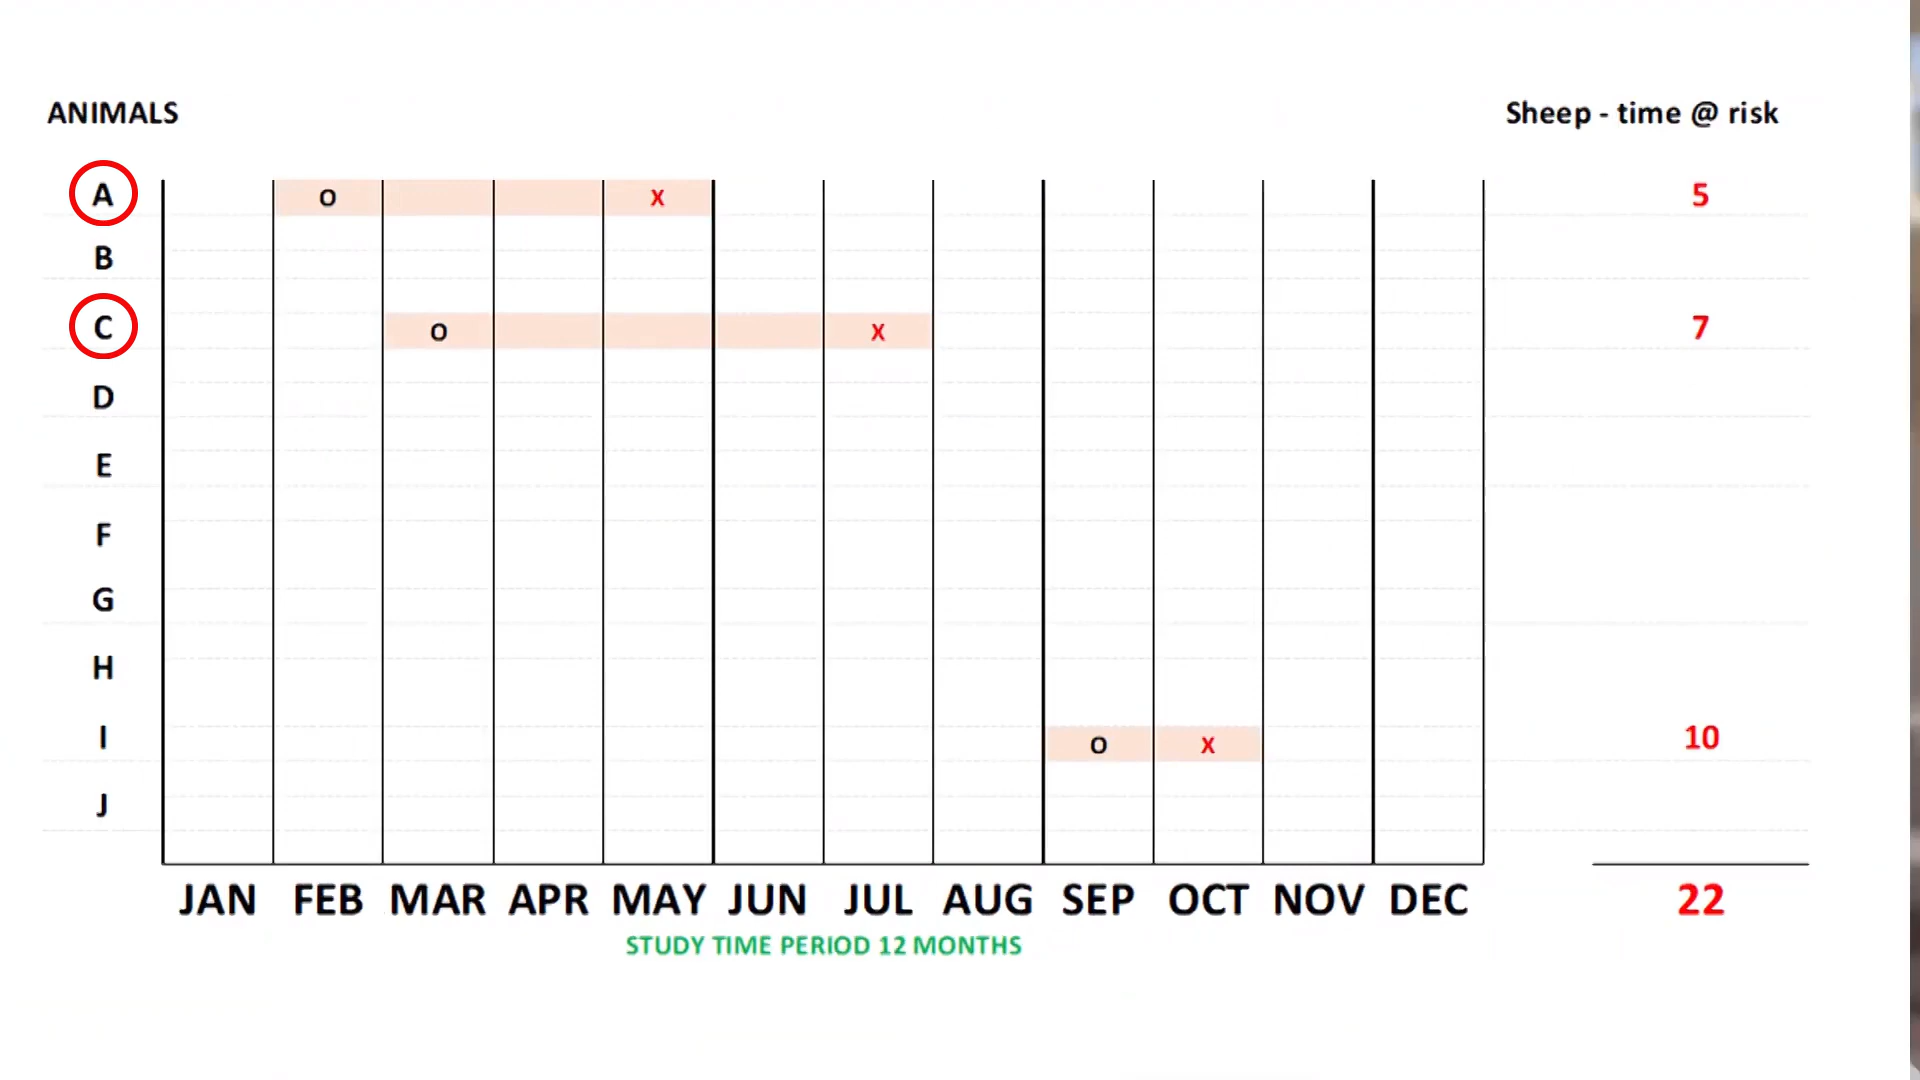 ANIMALS Sheep - time @ risk
A O X 5
B
C O X 7
D
E
F
G
H
I O X 10
J
JAN FEB MAR APR MAY JUN JUL AUG SEP OCT NOV DEC 22
STUDY TIME PERIOD 12 MONTHS